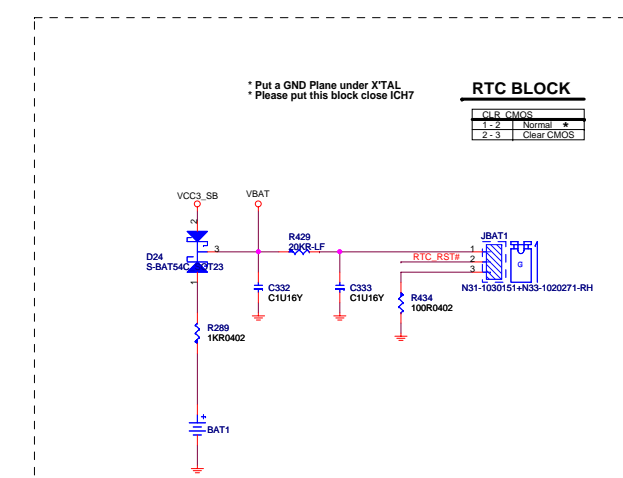 * Put a GND Plane under X'TAL
* Please put this block close ICH7
RTC BLOCK
CLR_CMOS
1 - 2 Normal *
2 - 3 Clear CMOS
VCC3_SB
VBAT
2
3
1
D24
S-BAT54C
T23
R429
20KR-LF
JBAT1
1
RTC_RST#
2
3
G
N31-1030151+N33-1020271-RH
C332
C1U16Y
C333
C1U16Y
R434
100R0402
R289
1KR0402
+
BAT1